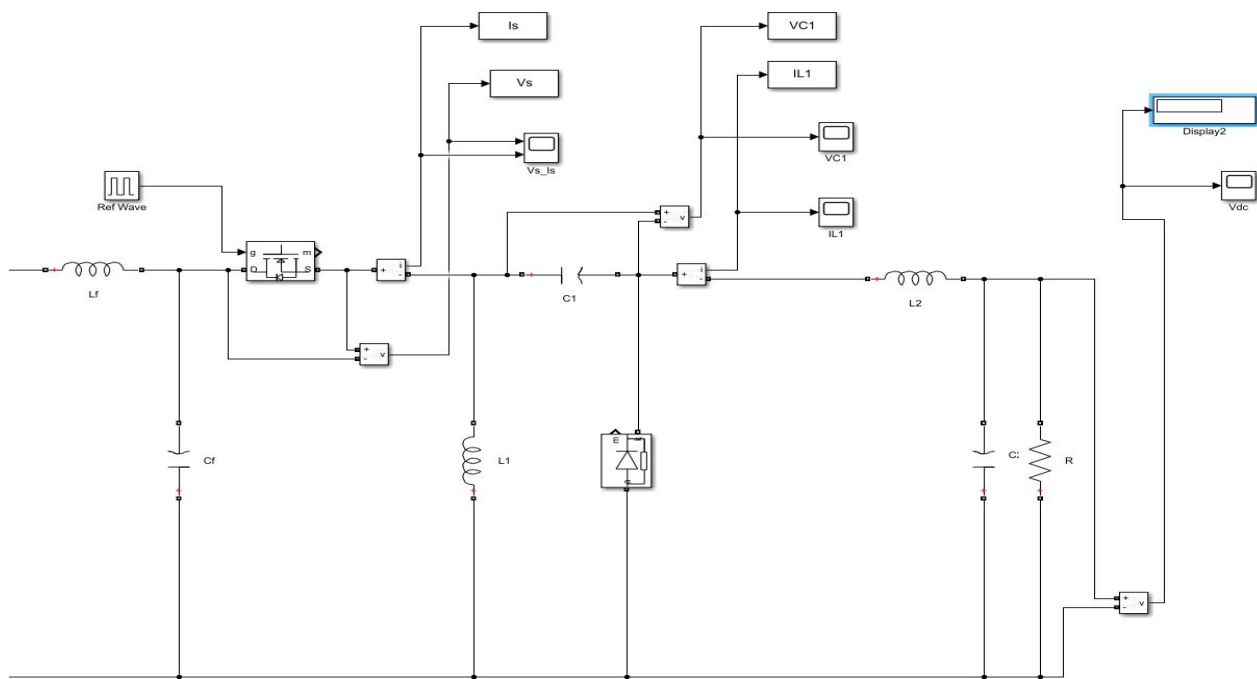 Is
VC1
Vs
IL1
Display2
VC1
Vs_Is
Vdc
Ref Wave
IL1
+
-
v
g
m
D
S
+
i
-
+
i
-
Lf
C1
L2
+
-
v
m
Cf
L1
R
+
-
v